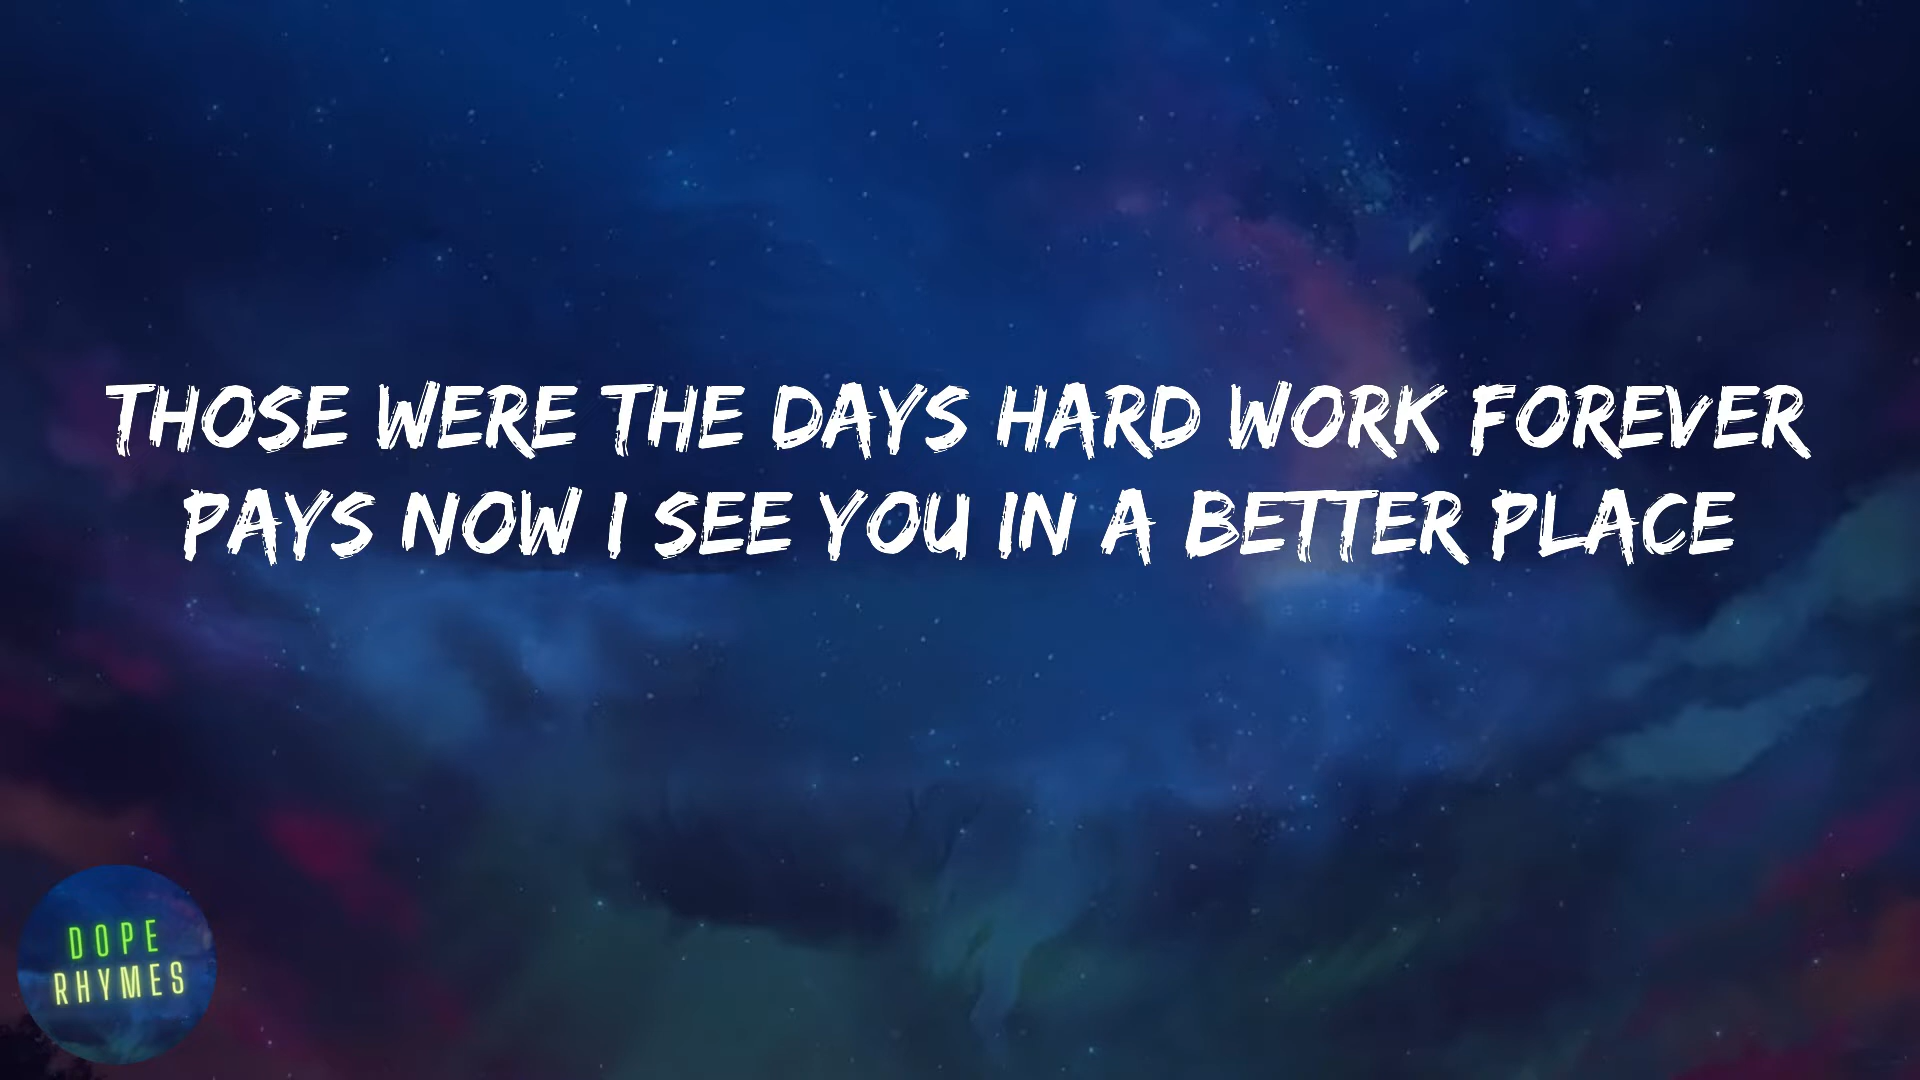 THOSE WERE THE DAYS HARD WORK FOREVER
PAYS NOW I SEE YOU IN A BETTER PLACE
DOPE
RHYMES